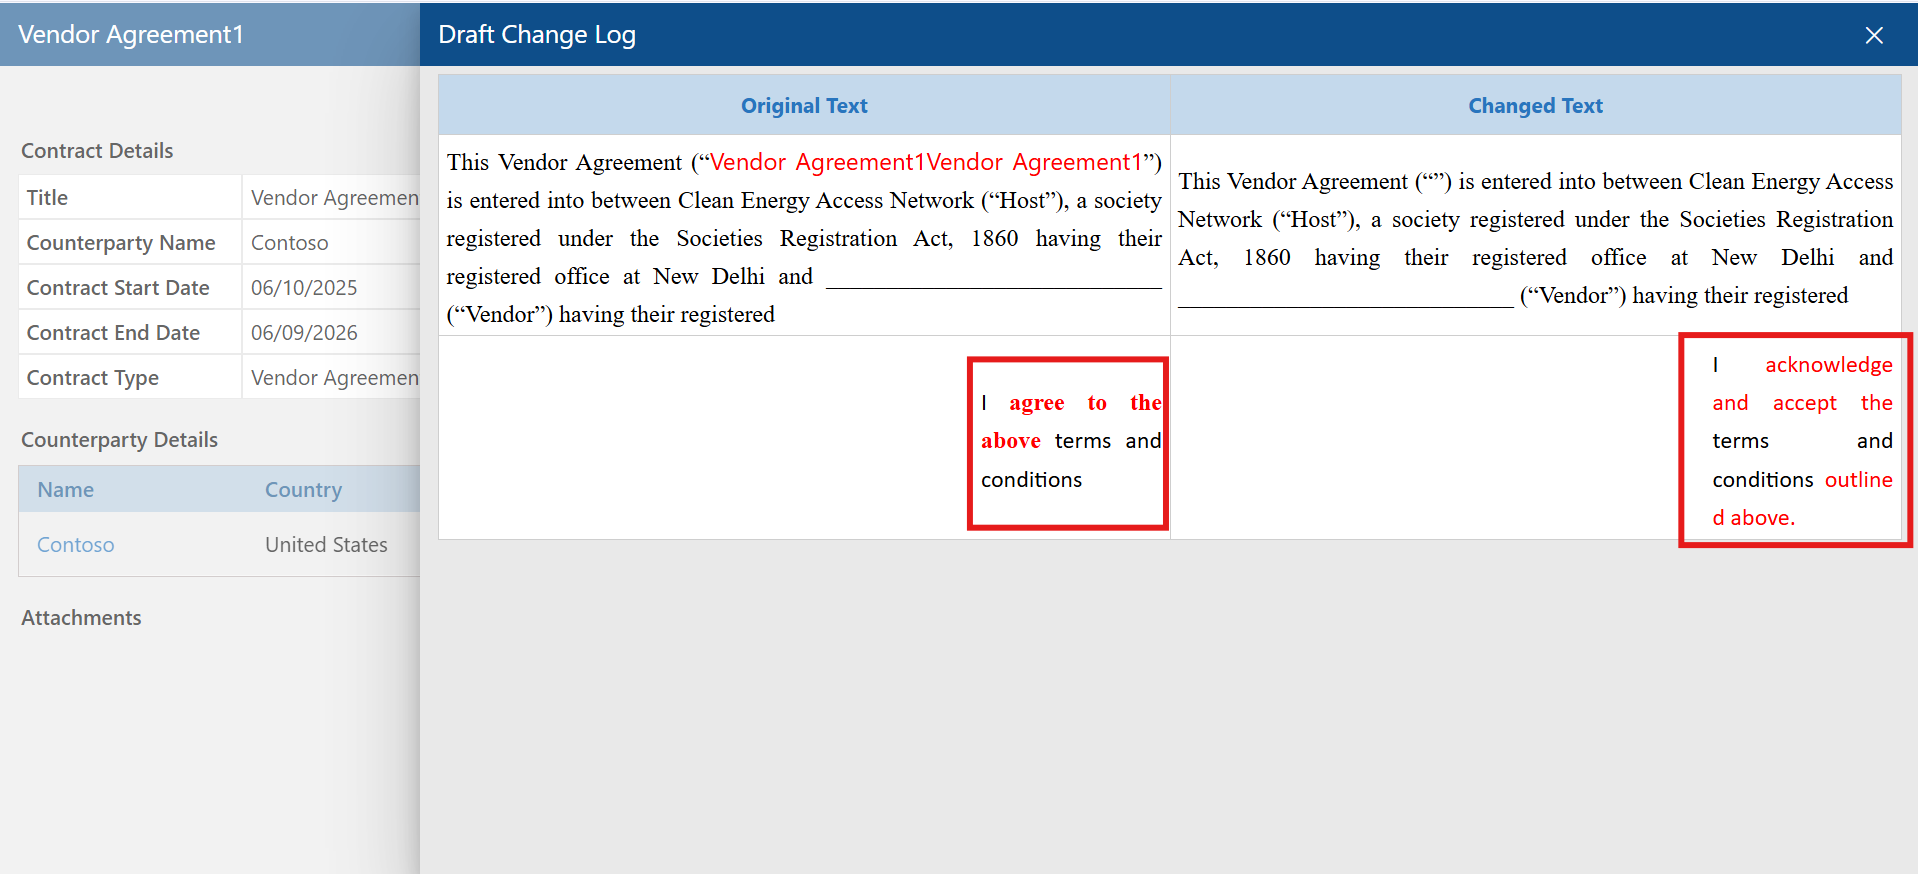 Vendor Agreement1
Draft Change Log
Contract Details
Title
Vendor Agreemen
Counterparty Name
Contoso
Contract Start Date
06/10/2025
Contract End Date
06/09/2026
Contract Type
Vendor Agreemen
Counterparty Details
Name
Country
Contoso
United States
Attachments
Original Text
Changed Text
This Vendor Agreement (“Vendor Agreement1Vendor Agreement1”)
is entered into between Clean Energy Access Network (“Host”), a society
registered under the Societies Registration Act, 1860 having their
registered office at New Delhi and ____________________________
(“Vendor”) having their registered
This Vendor Agreement (“”) is entered into between Clean Energy Access
Network (“Host”), a society registered under the Societies Registration
Act, 1860 having their registered office at New Delhi and
____________________________ (“Vendor”) having their registered
I agree to the
above terms and
conditions
I acknowledge
and accept the
terms and
conditions outline
d above.